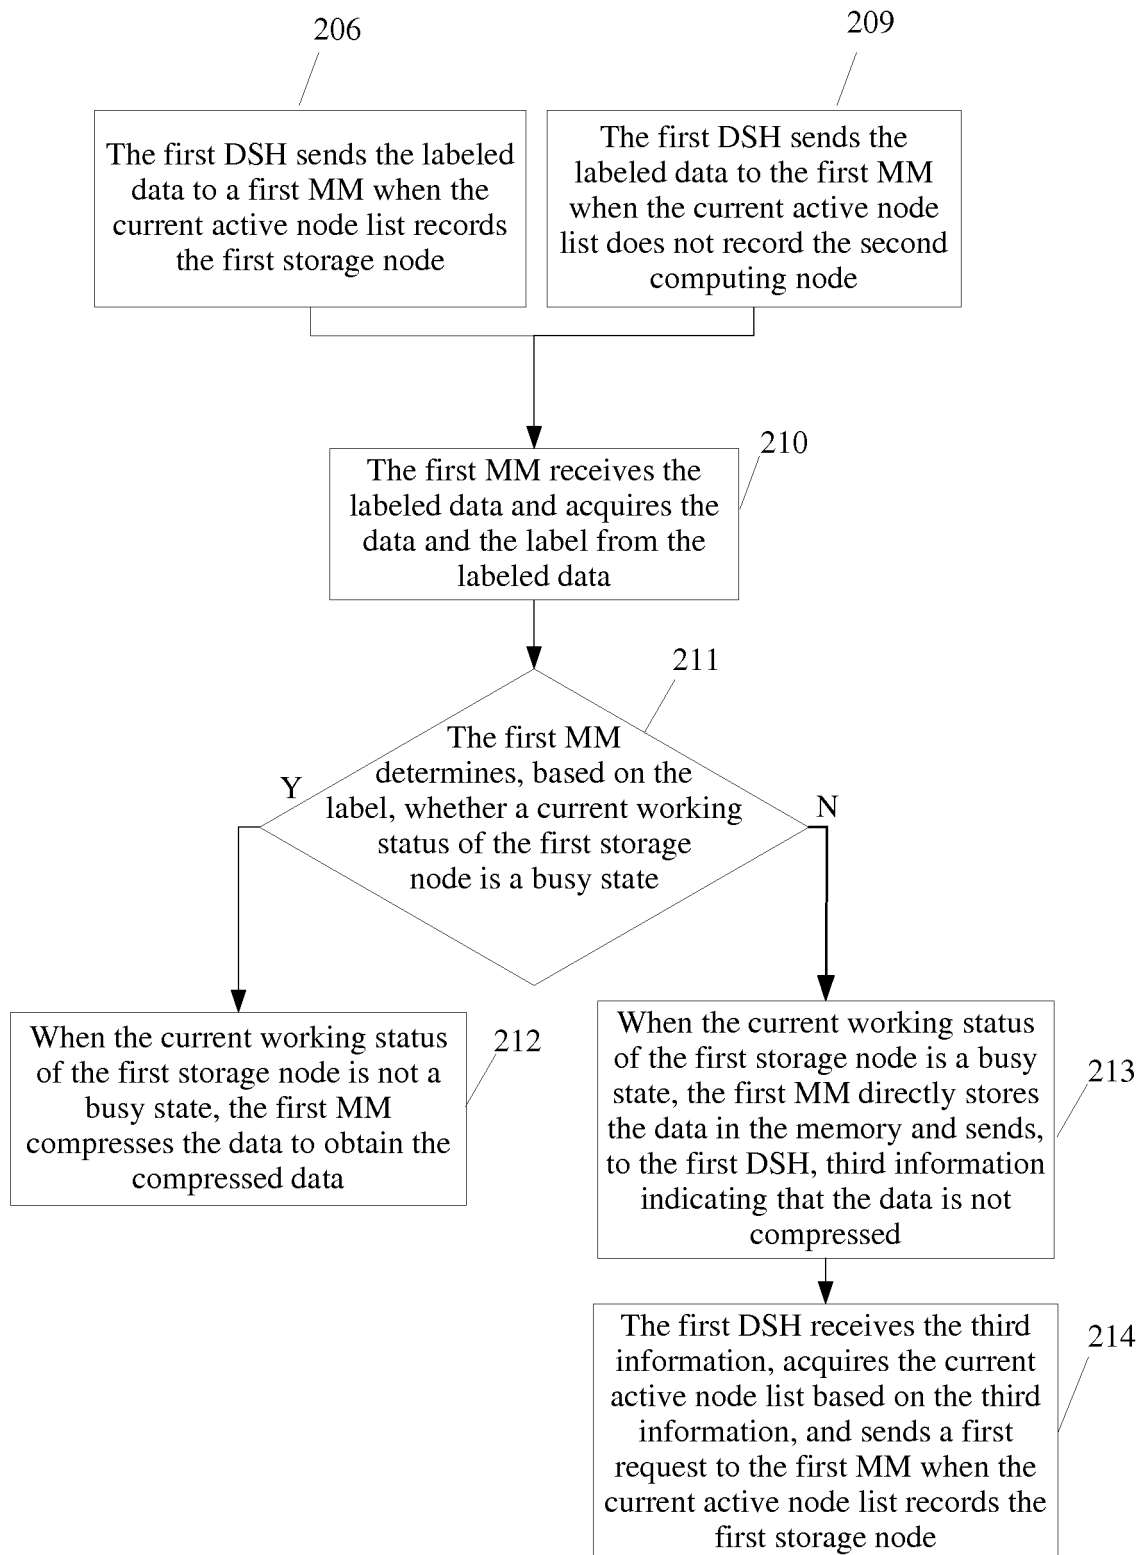 206
209
The first DSH sends the labeled
data to a first MM when the
current active node list records
the first storage node
The first DSH sends the
labeled data to the first MM
when the current active node
list does not record the second
computing node
210
The first MM receives the
labeled data and acquires the
data and the label from the
labeled data
211
The first MM
determines, based on the
label, whether a current working
status of the first storage
node is a busy state
Y
N
When the current working status
of the first storage node is not a
busy state, the first MM
compresses the data to obtain the
compressed data
212
When the current working status
of the first storage node is a busy
state, the first MM directly stores
the data in the memory and sends,
to the first DSH, third information
indicating that the data is not
compressed
213
The first DSH receives the third
information, acquires the current
active node list based on the third
information, and sends a first
request to the first MM when the
current active node list records the
first storage node
214